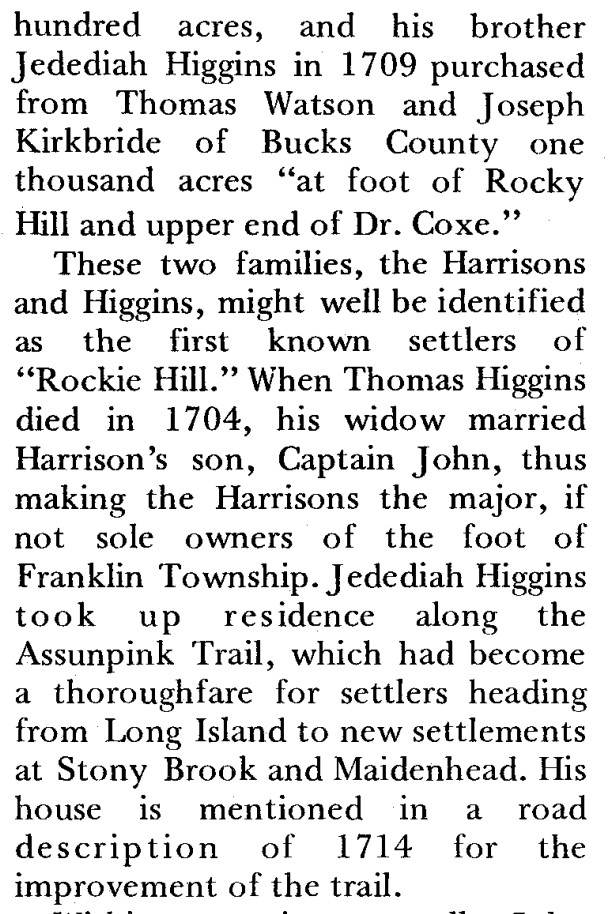 hundred acres, and his brother
Jedediah Higgins in 1709 purchased
from Thomas Watson and Joseph
Kirkbride of Bucks County one
thousand acres “at foot of Rocky
Hill and upper end of Dr. Coxe.”
These two families, the Harrisons
and Higgins, might well be identified
as the first known settlers of
“Rockie Hill.” When Thomas Higgins
died in 1704, his widow married
Harrison’s son, Captain John, thus
making the Harrisons the major, if
not sole owners of the foot of
Franklin Township. Jedediah Higgins
took up residence along the
Assunpink Trail, which had become
a thoroughfare for settlers heading
from Long Island to new settlements
at Stony Brook and Maidenhead. His
house is mentioned in a road
description of 1714 for the
improvement of the trail.